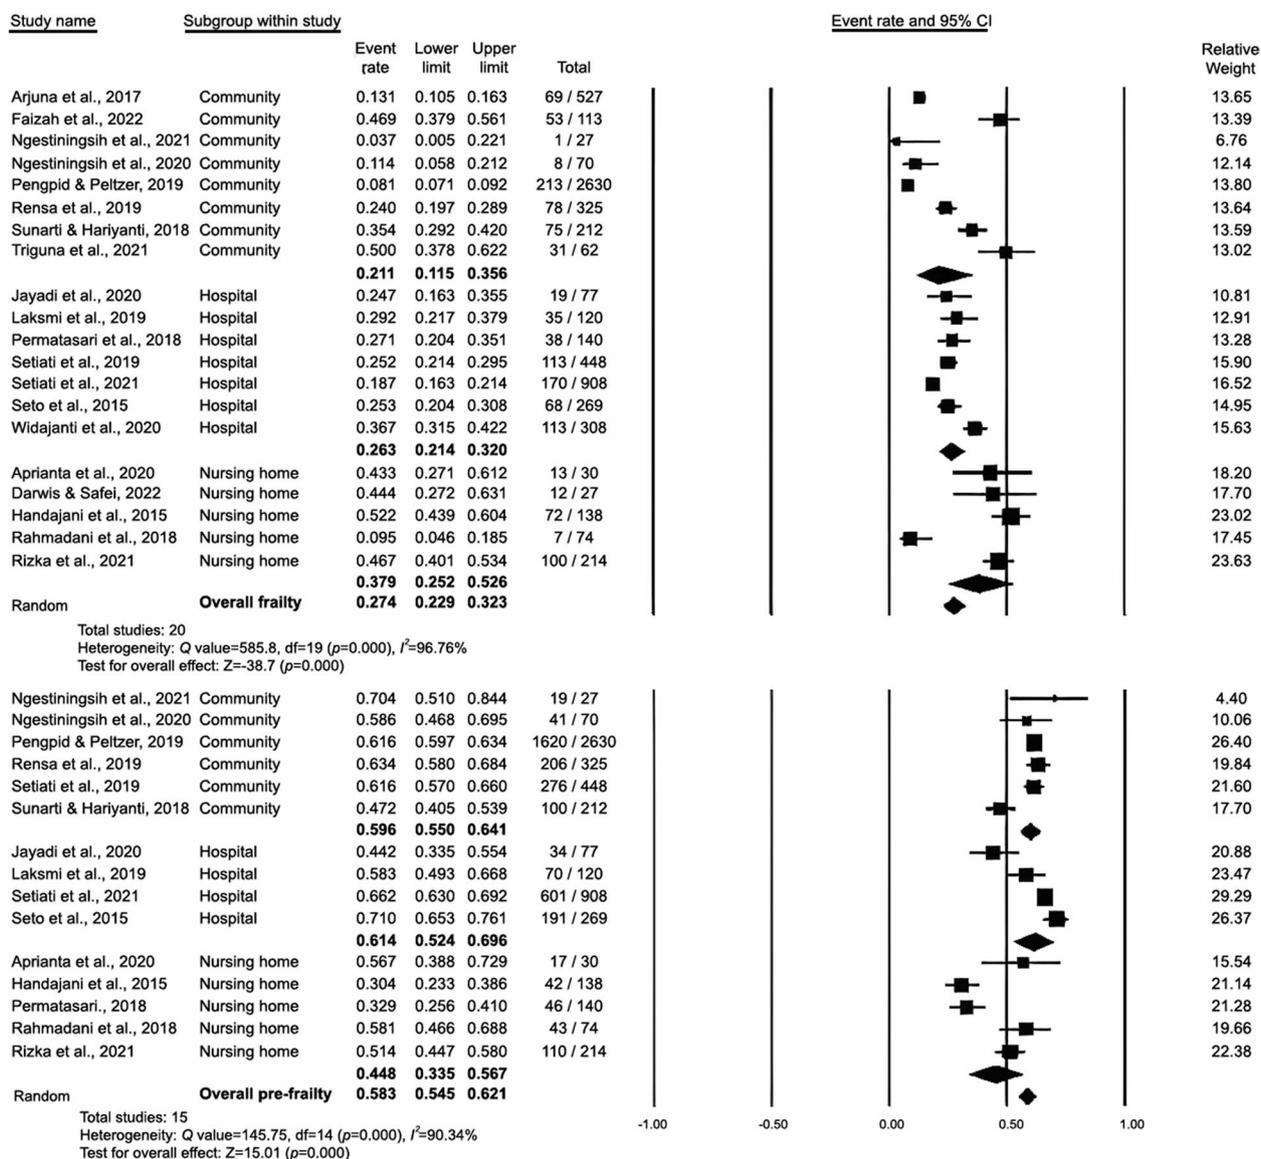 Study name Subgroup within study Event rate and 95% CI
Event rate Lower limit Upper limit Total Relative Weight
Arjuna et al., 2017 Community 0.131 0.105 0.163 69 / 527 13.65
Faizah et al., 2022 Community 0.469 0.379 0.561 53 / 113 13.39
Ngestiningsih et al., 2021 Community 0.037 0.005 0.221 1 / 27 6.76
Ngestiningsih et al., 2020 Community 0.114 0.058 0.212 8 / 70 12.14
Pengpid & Peltzer, 2019 Community 0.081 0.071 0.092 213 / 2630 13.80
Rensa et al., 2019 Community 0.240 0.197 0.289 78 / 325 13.64
Sunarti & Hariyanti, 2018 Community 0.354 0.292 0.420 75 / 212 13.59
Triguna et al., 2021 Community 0.500 0.378 0.622 31 / 62 13.02
0.211 0.115 0.356
Jayadi et al., 2020 Hospital 0.247 0.163 0.355 19 / 77 10.81
Laksmi et al., 2019 Hospital 0.292 0.217 0.379 35 / 120 12.91
Permatasari et al., 2018 Hospital 0.271 0.204 0.351 38 / 140 13.28
Setiati et al., 2019 Hospital 0.252 0.214 0.295 113 / 448 15.90
Setiati et al., 2021 Hospital 0.187 0.163 0.214 170 / 908 16.52
Seto et al., 2015 Hospital 0.253 0.204 0.308 68 / 269 14.95
Widajanti et al., 2020 Hospital 0.367 0.315 0.422 113 / 308 15.63
0.263 0.214 0.320
Aprianta et al., 2020 Nursing home 0.433 0.271 0.612 13 / 30 18.20
Darwis & Safei, 2022 Nursing home 0.444 0.272 0.631 12 / 27 17.70
Handajani et al., 2015 Nursing home 0.522 0.439 0.604 72 / 138 23.02
Rahmadani et al., 2018 Nursing home 0.095 0.046 0.185 7 / 74 17.45
Rizka et al., 2021 Nursing home 0.467 0.401 0.534 100 / 214 23.63
0.379 0.252 0.526
Random Overall frailty 0.274 0.229 0.323
Total studies: 20
Heterogeneity: Q value=585.8, df=19 (p=0.000), I²=96.76%
Test for overall effect: Z=-38.7 (p=0.000)
Ngestiningsih et al., 2021 Community 0.704 0.510 0.844 19 / 27 4.40
Ngestiningsih et al., 2020 Community 0.586 0.468 0.695 41 / 70 10.06
Pengpid & Peltzer, 2019 Community 0.616 0.597 0.634 1620 / 2630 26.40
Rensa et al., 2019 Community 0.634 0.580 0.684 206 / 325 19.84
Setiati et al., 2019 Community 0.616 0.570 0.660 276 / 448 21.60
Sunarti & Hariyanti, 2018 Community 0.472 0.405 0.539 100 / 212 17.70
0.596 0.550 0.641
Jayadi et al., 2020 Hospital 0.442 0.335 0.554 34 / 77 20.88
Laksmi et al., 2019 Hospital 0.583 0.493 0.668 70 / 120 23.47
Setiati et al., 2021 Hospital 0.662 0.630 0.692 601 / 908 29.29
Seto et al., 2015 Hospital 0.710 0.653 0.761 191 / 269 26.37
0.614 0.524 0.696
Aprianta et al., 2020 Nursing home 0.567 0.388 0.729 17 / 30 15.54
Handajani et al., 2015 Nursing home 0.304 0.233 0.386 42 / 138 21.14
Permatasari., 2018 Nursing home 0.329 0.256 0.410 46 / 140 21.28
Rahmadani et al., 2018 Nursing home 0.581 0.466 0.688 43 / 74 19.66
Rizka et al., 2021 Nursing home 0.514 0.447 0.580 110 / 214 22.38
0.448 0.335 0.567
Random Overall pre-frailty 0.583 0.545 0.621
Total studies: 15
Heterogeneity: Q value=145.75, df=14 (p=0.000), I²=90.34%
Test for overall effect: Z=15.01 (p=0.000)
-1.00 -0.50 0.00 0.50 1.00